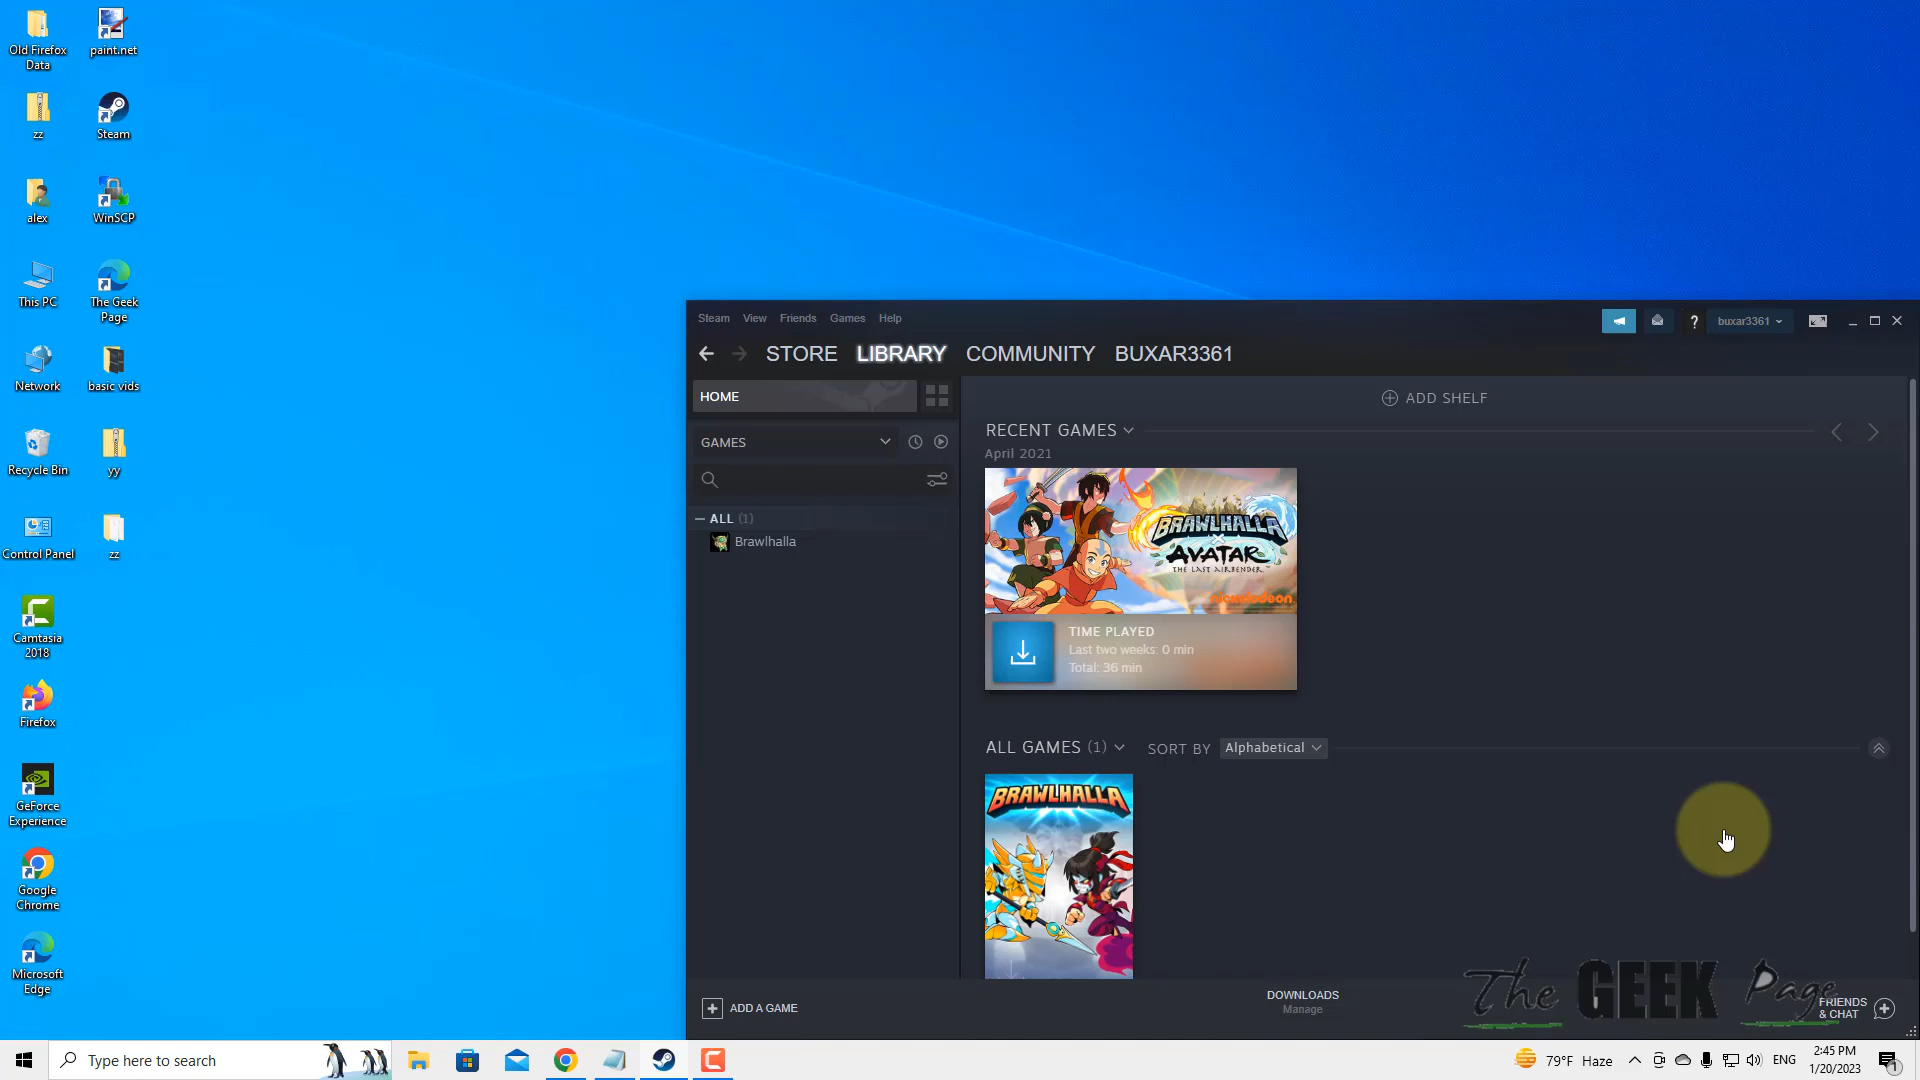 Old Firefox
Data
paint.net
zz
Steam
alex
WinSCP
This PC
The Geek
Page
Network
basic vids
Recycle Bin
yy
Control Panel
zz
Camtasia
2018
Firefox
GeForce
Experience
Google
Chrome
Microsoft
Edge
Steam View Friends Games Help
? buxar3361
STORE LIBRARY COMMUNITY BUXAR3361
HOME
ADD SHELF
GAMES
RECENT GAMES
April 2021
BRAWLHALLA
X
AVATAR
THE LAST AIRBENDER
nickelodeon
ALL (1)
Brawlhalla
TIME PLAYED
Last two weeks: 0 min
Total: 36 min
ALL GAMES (1) SORT BY Alphabetical
BRAWLHALLA
ADD A GAME
DOWNLOADS
Manage
The GEEK Page
FRIENDS
& CHAT
Type here to search
79°F Haze
ENG
2:45 PM
1/20/2023
1